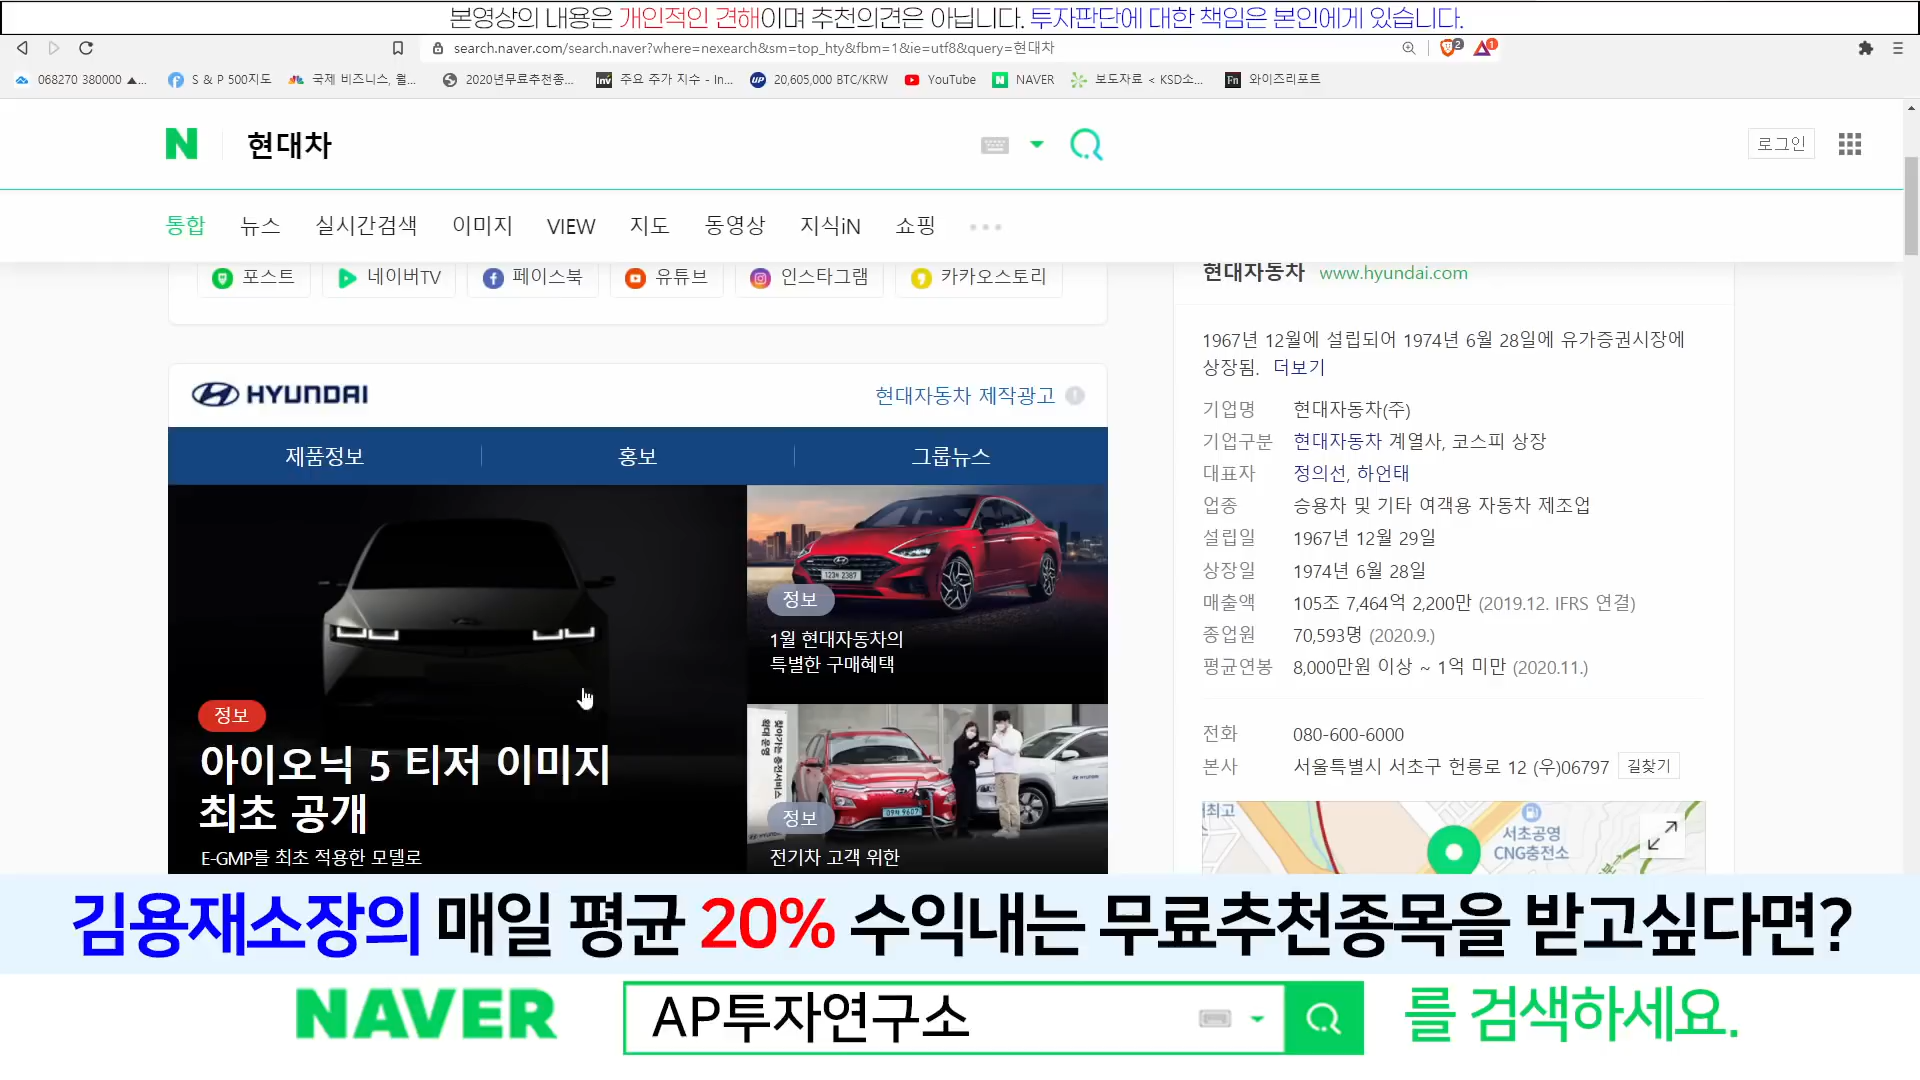 본영상의 내용은 개인적인 견해이며 추천의견은 아닙니다. 투자판단에 대한 책임은 본인에게 있습니다.
search.naver.com/search.naver?where=nexearch&sm=top_hty&fbm=1&ie=utf8&query=현대차
2
1
068270 380000 ▲...
S & P 500지도
국제 비즈니스, 월...
2020년무료추천종...
Inv
주요 주가 지수 - In...
UP
20,605,000 BTC/KRW
YouTube
N
NAVER
보도자료 < KSD소...
Fn
와이즈리포트
N
현대차
로그인
통합
뉴스
실시간검색
이미지
VIEW
지도
동영상
지식iN
쇼핑
포스트
네이버TV
페이스북
유튜브
인스타그램
카카오스토리
HYUNDAI
현대자동차 제작광고
제품정보
홍보
그룹뉴스
정보
아이오닉 5 티저 이미지
최초 공개
E-GMP를 최초 적용한 모델로
정보
1월 현대자동차의
특별한 구매혜택
찾아가는 충전서비스
확대 운영
정보
전기차 고객 위한
현대자동차 www.hyundai.com
1967년 12월에 설립되어 1974년 6월 28일에 유가증권시장에
상장됨. 더보기
기업명 현대자동차(주)
기업구분 현대자동차 계열사, 코스피 상장
대표자 정의선, 하언태
업종 승용차 및 기타 여객용 자동차 제조업
설립일 1967년 12월 29일
상장일 1974년 6월 28일
매출액 105조 7,464억 2,200만 (2019.12. IFRS 연결)
종업원 70,593명 (2020.9.)
평균연봉 8,000만원 이상 ~ 1억 미만 (2020.11.)
전화 080-600-6000
본사 서울특별시 서초구 헌릉로 12 (우)06797 길찾기
최고
서초공영
CNG충전소
김용재소장의 매일 평균 20% 수익내는 무료추천종목을 받고싶다면?
NAVER
AP투자연구소
를 검색하세요.